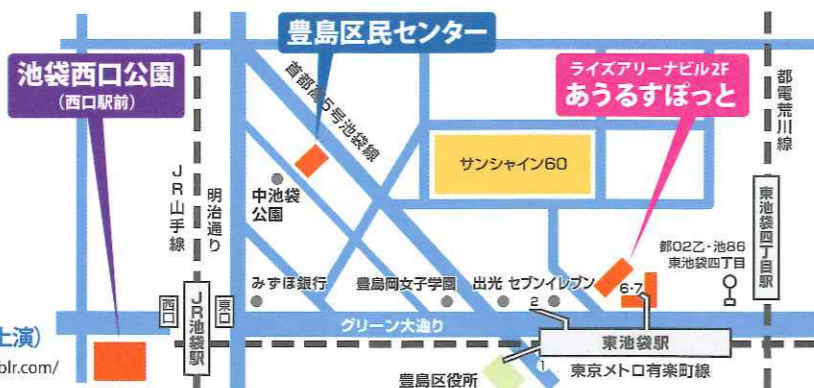 豊島区民センター
池袋西口公園
(西口駅前)
ライズアリーナビル2F
あうるすぽっと
首都高5号池袋線
都電荒川線
サンシャイン60
中池袋
公園
JR山手線
明治通り
東池袋四丁目駅
都02乙・池86
東池袋四丁目
6・7
みずほ銀行
豊島岡女子学園
出光
セブンイレブン
2
西口
JR池袋駅
東口
グリーン大通り
東池袋駅
上演)
blr.com/
1
東京メトロ有楽町線
豊島区役所